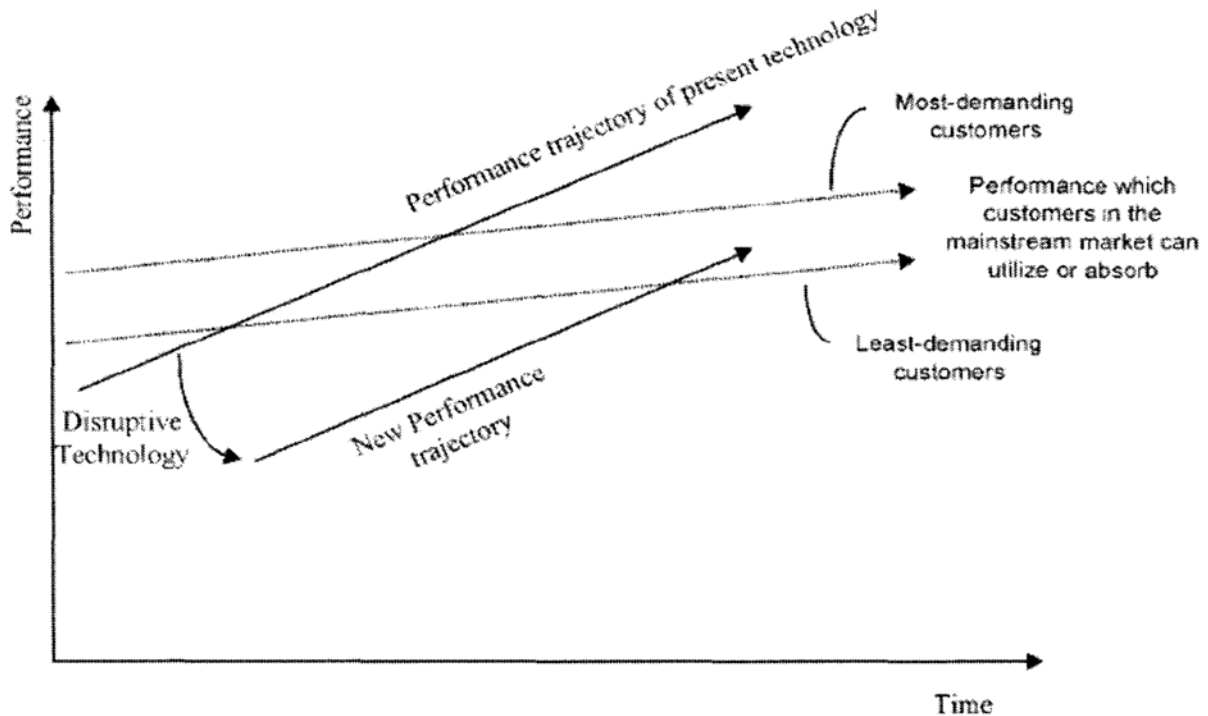 Performance trajectory of present technology
Performance
Most-demanding
customers
Performance which
customers in the
mainstream market can
utilize or absorb
Least-demanding
customers
Disruptive
Technology
New Performance
trajectory
Time